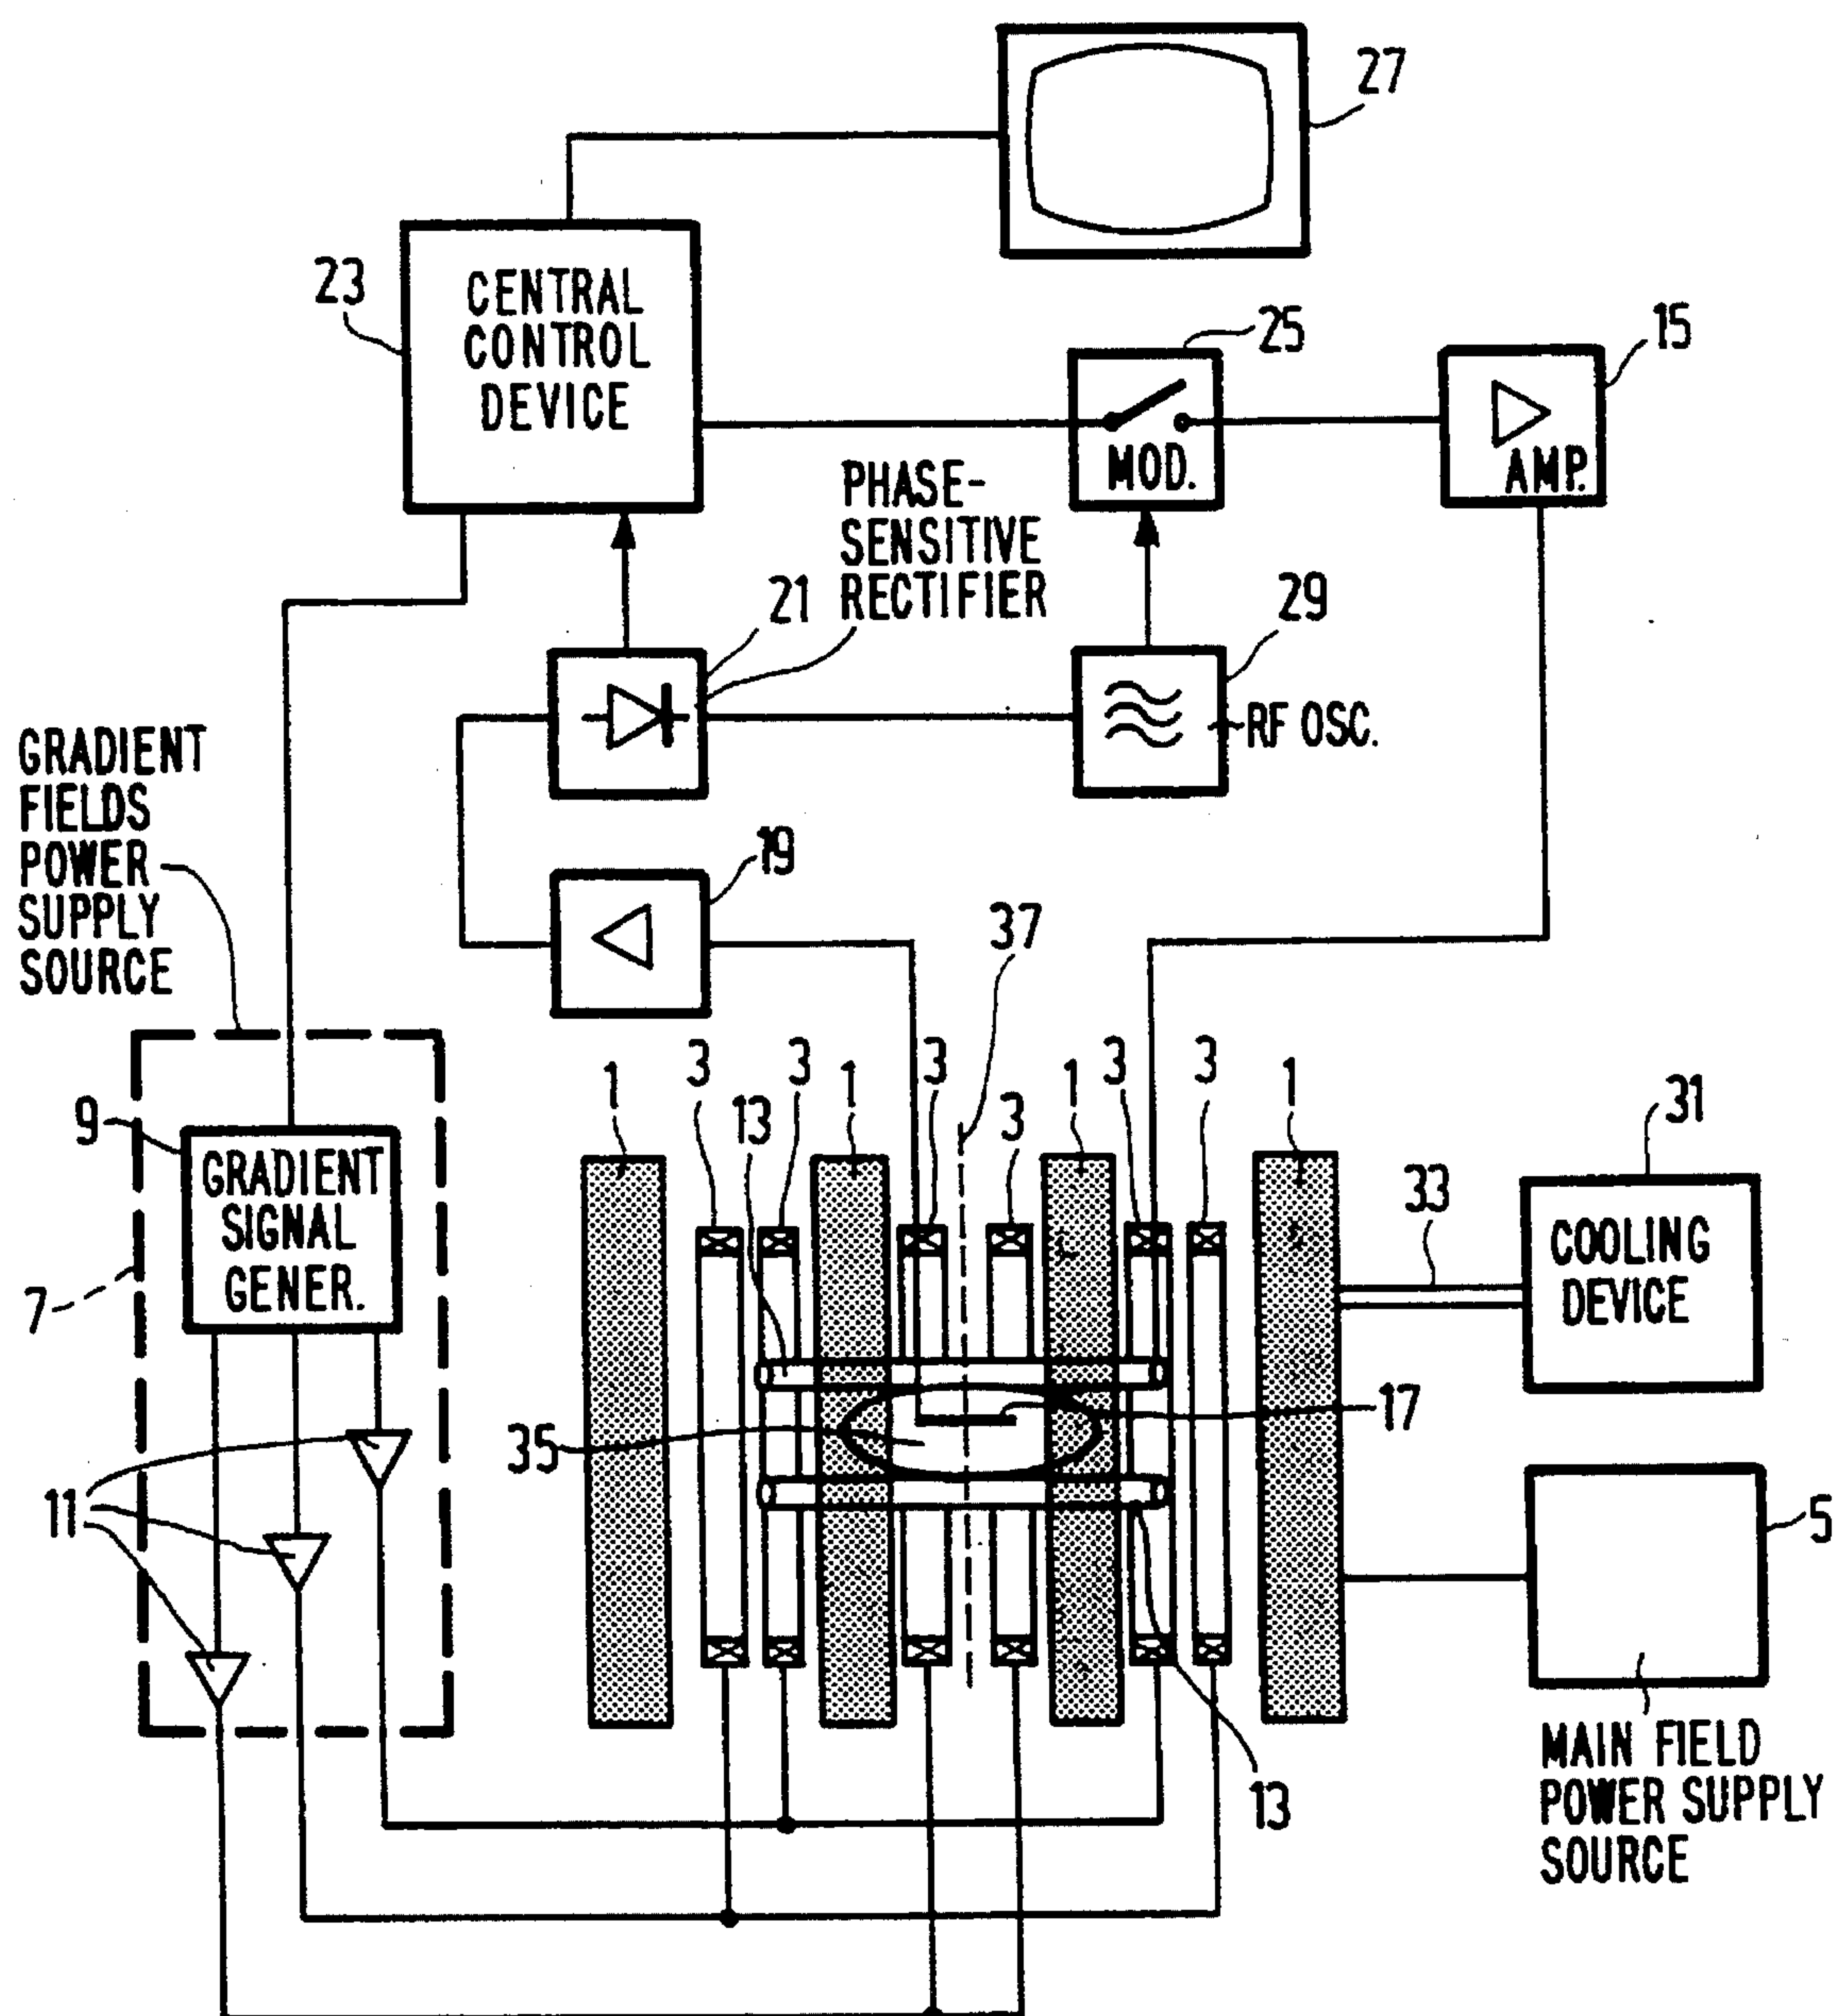 27
23
CENTRAL
CONTROL
DEVICE
25
MOD.
15
AMP.
PHASE-
SENSITIVE
RECTIFIER
21
29
RF OSC.
GRADIENT
FIELDS
POWER
SUPPLY
SOURCE
19
37
1
3
3
1
3
3
1
3
3
1
13
9
GRADIENT
SIGNAL
GENER.
7
31
33
COOLING
DEVICE
35
17
11
5
13
MAIN FIELD
POWER SUPPLY
SOURCE